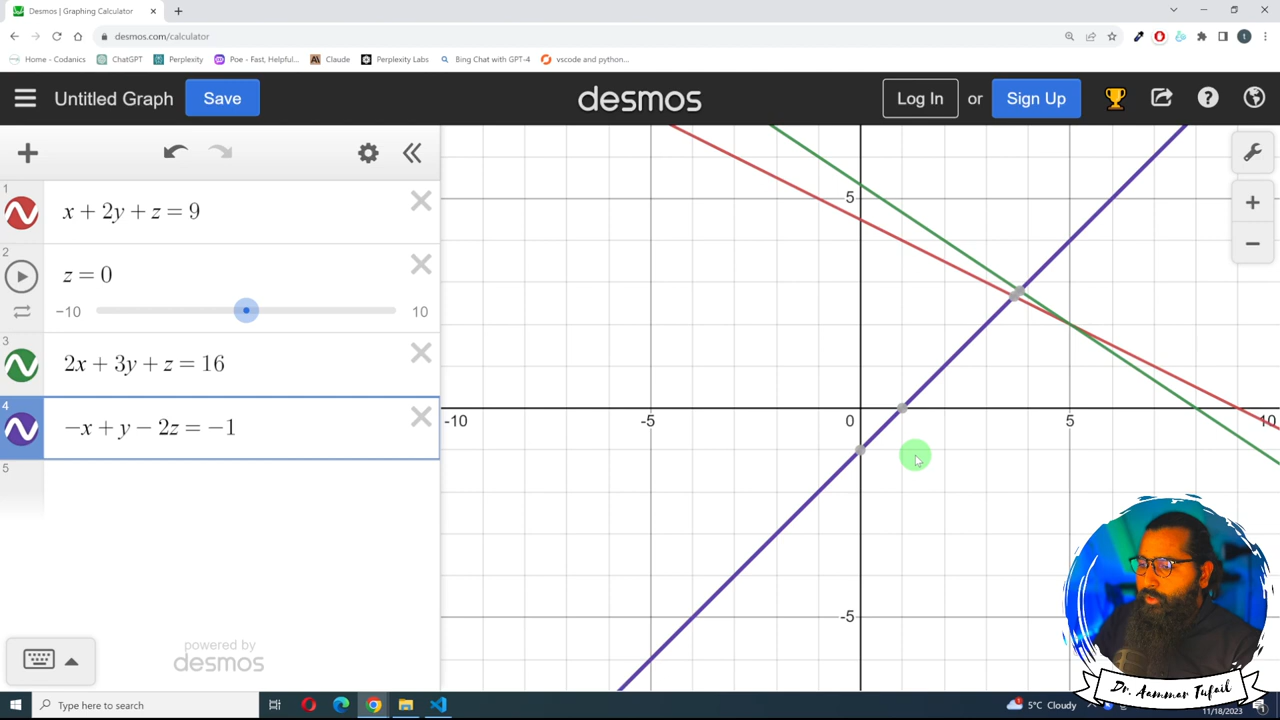 Desmos | Graphing Calculator
desmos.com/calculator
Home - Codanics
ChatGPT
Perplexity
Poe - Fast, Helpful...
Claude
Perplexity Labs
Bing Chat with GPT-4
vscode and python...
Untitled Graph
Save
desmos
Log In
or
Sign Up
1
x + 2y + z = 9
2
z = 0
-10
10
3
2x + 3y + z = 16
4
-x + y - 2z = -1
5
5
-10
-5
0
5
10
-5
powered by
desmos
Dr. Aammar Tufail
Type here to search
5°C Cloudy
11/18/2023